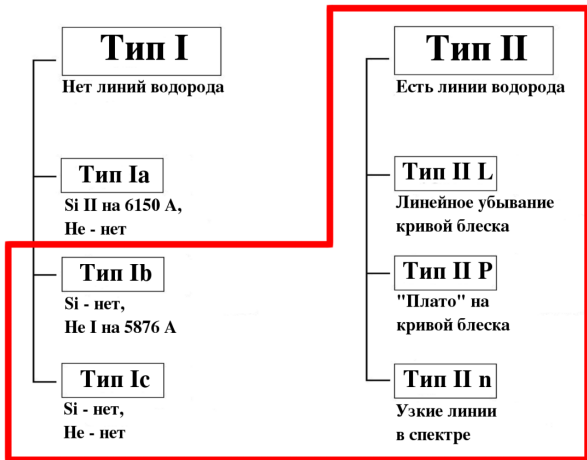 Тип I
Нет линий водорода
Тип Ia
Si II на 6150 А,
Не - нет
Тип Ib
Si - нет,
He I на 5876 А
Тип Ic
Si - нет,
Не - нет
Тип II
Есть линии водорода
Тип II L
Линейное убывание
кривой блеска
Тип II P
"Плато" на
кривой блеска
Тип II n
Узкие линии
в спектре